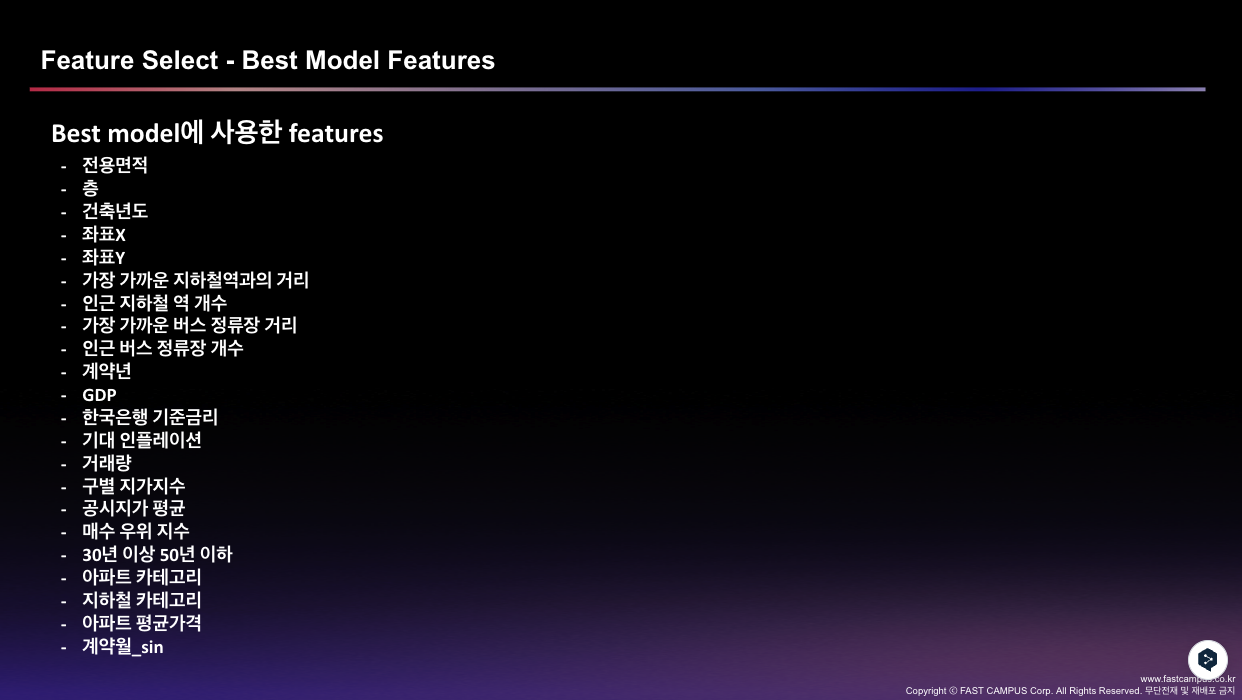 Feature Select - Best Model Features
Best model에 사용한 features
- 전용면적
- 층
- 건축년도
- 좌표X
- 좌표Y
- 가장 가까운 지하철역과의 거리
- 인근 지하철 역 개수
- 가장 가까운 버스 정류장 거리
- 인근 버스 정류장 개수
- 계약년
- GDP
- 한국은행 기준금리
- 기대 인플레이션
- 거래량
- 구별 지가지수
- 공시지가 평균
- 매수 우위 지수
- 30년 이상 50년 이하
- 아파트 카테고리
- 지하철 카테고리
- 아파트 평균가격
- 계약월_sin
www.fastcampus.co.kr
Copyright ⓒ FAST CAMPUS Corp. All Rights Reserved. 무단전재 및 재배포 금지